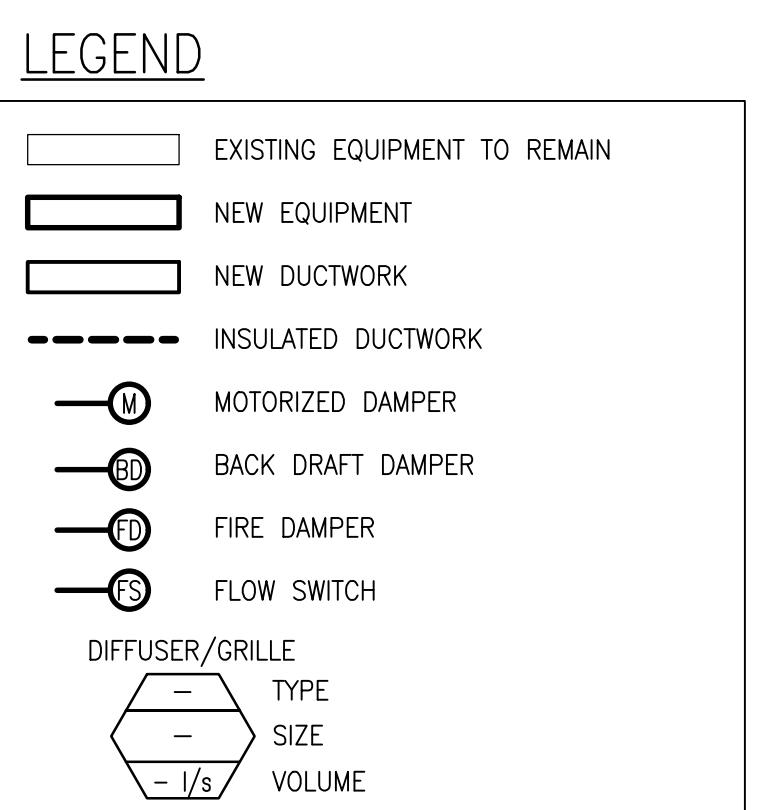 LEGEND
EXISTING EQUIPMENT TO REMAIN
NEW EQUIPMENT
NEW DUCTWORK
INSULATED DUCTWORK
M MOTORIZED DAMPER
BD BACK DRAFT DAMPER
FD FIRE DAMPER
FS FLOW SWITCH
DIFFUSER/GRILLE
– TYPE
– SIZE
– l/s VOLUME